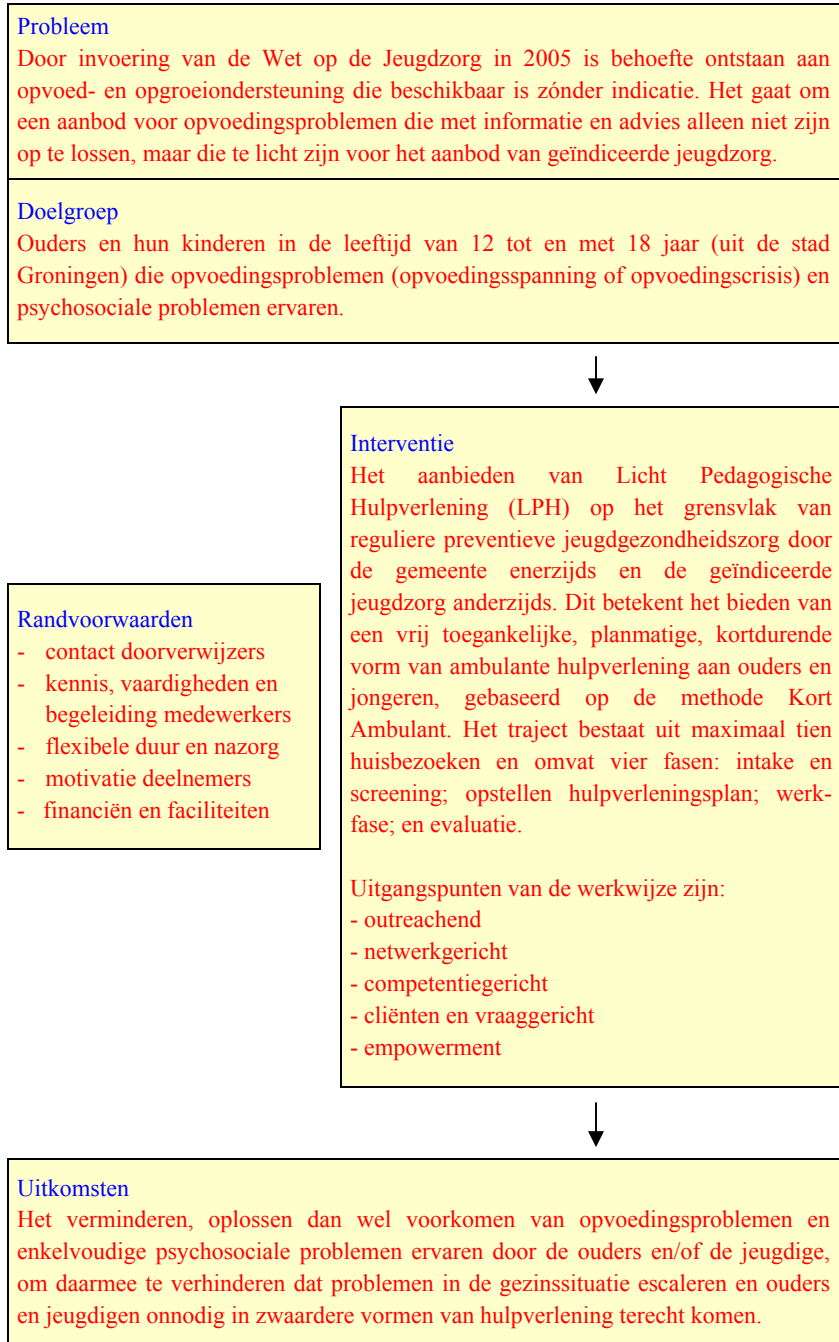 Probleem
Door invoering van de Wet op de Jeugdzorg in 2005 is behoefte ontstaan aan
opvoed- en opgroeiondersteuning die beschikbaar is zónder indicatie. Het gaat om
een aanbod voor opvoedingsproblemen die met informatie en advies alleen niet zijn
op te lossen, maar die te licht zijn voor het aanbod van geïndiceerde jeugdzorg.
Doelgroep
Ouders en hun kinderen in de leeftijd van 12 tot en met 18 jaar (uit de stad
Groningen) die opvoedingsproblemen (opvoedingsspanning of opvoedingscrisis) en
psychosociale problemen ervaren.
Randvoorwaarden
- contact doorverwijzers
- kennis, vaardigheden en
begeleiding medewerkers
- flexibele duur en nazorg
- motivatie deelnemers
- financiën en faciliteiten
Interventie
Het aanbieden van Licht Pedagogische
Hulpverlening (LPH) op het grensvlak van
reguliere preventieve jeugdgezondheidszorg door
de gemeente enerzijds en de geïndiceerde
jeugdzorg anderzijds. Dit betekent het bieden van
een vrij toegankelijke, planmatige, kortdurende
vorm van ambulante hulpverlening aan ouders en
jongeren, gebaseerd op de methode Kort
Ambulant. Het traject bestaat uit maximaal tien
huisbezoeken en omvat vier fasen: intake en
screening; opstellen hulpverleningsplan; werk-
fase; en evaluatie.
Uitgangspunten van de werkwijze zijn:
- outreachend
- netwerkgericht
- competentiegericht
- cliënten en vraaggericht
- empowerment
Uitkomsten
Het verminderen, oplossen dan wel voorkomen van opvoedingsproblemen en
enkelvoudige psychosociale problemen ervaren door de ouders en/of de jeugdige,
om daarmee te verhinderen dat problemen in de gezinssituatie escaleren en ouders
en jeugdigen onnodig in zwaardere vormen van hulpverlening terecht komen.